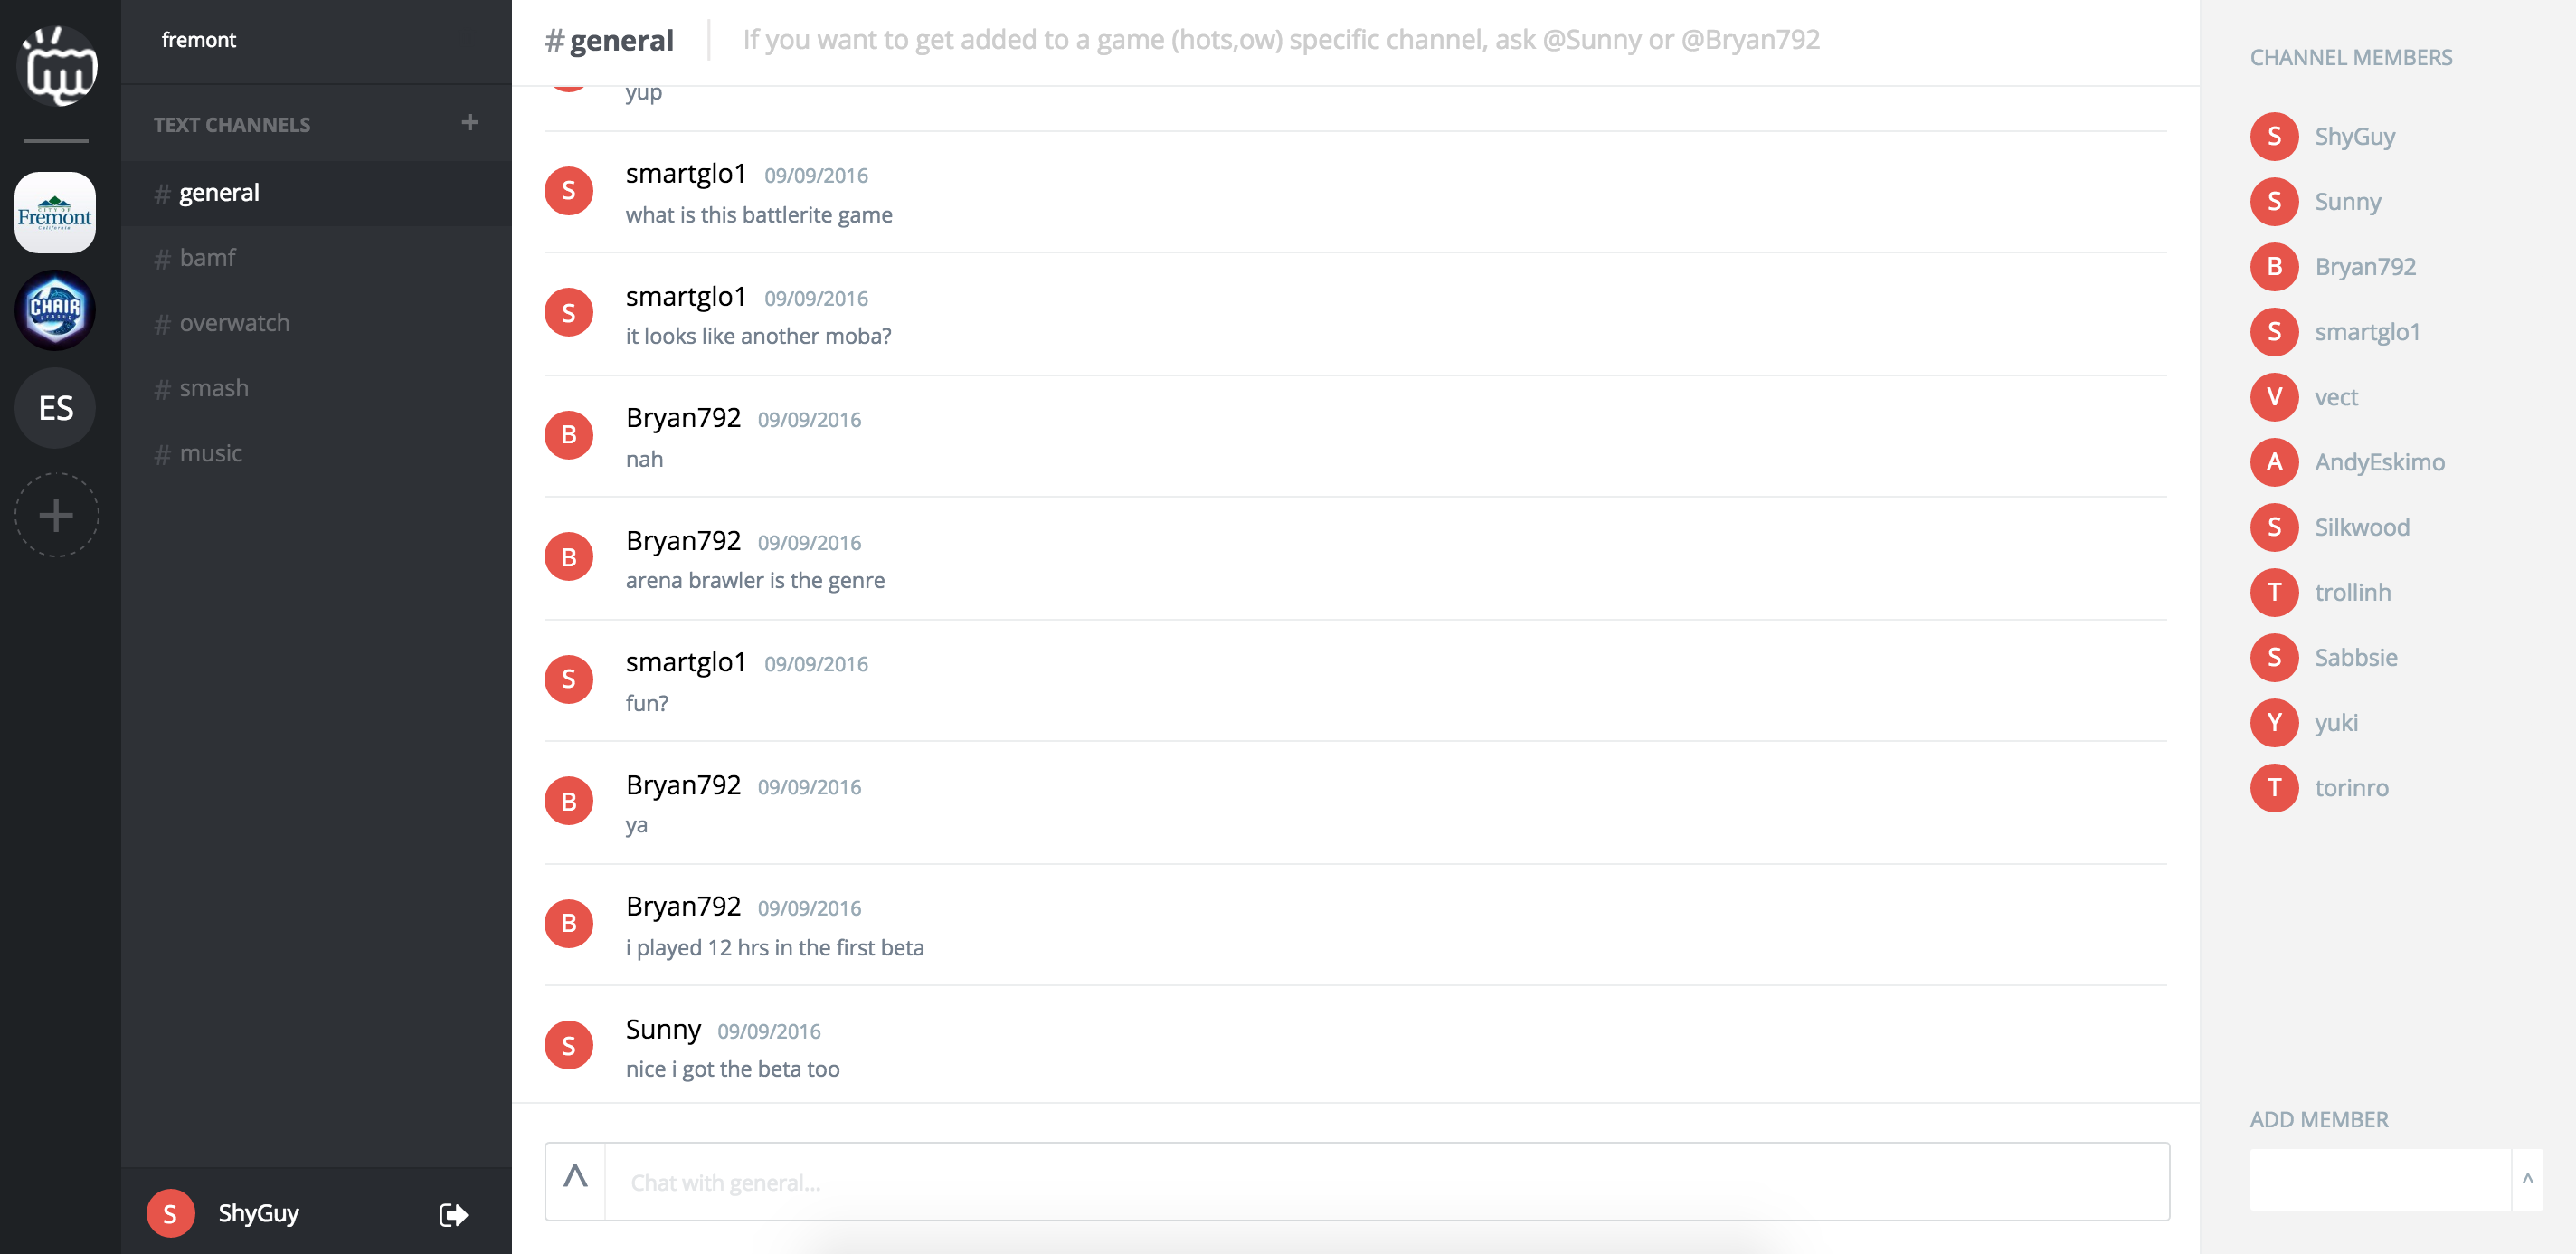 fremont
TEXT CHANNELS +
# general
# bamf
# overwatch
# smash
# music
CITY OF
Fremont
California
CHAIR
LEAGUE
ES
+
S ShyGuy
# general
If you want to get added to a game (hots,ow) specific channel, ask @Sunny or @Bryan792
yup
S
smartglo1 09/09/2016
what is this battlerite game
S
smartglo1 09/09/2016
it looks like another moba?
B
Bryan792 09/09/2016
nah
B
Bryan792 09/09/2016
arena brawler is the genre
S
smartglo1 09/09/2016
fun?
B
Bryan792 09/09/2016
ya
B
Bryan792 09/09/2016
i played 12 hrs in the first beta
S
Sunny 09/09/2016
nice i got the beta too
^ Chat with general...
CHANNEL MEMBERS
S ShyGuy
S Sunny
B Bryan792
S smartglo1
V vect
A AndyEskimo
S Silkwood
T trollinh
S Sabbsie
Y yuki
T torinro
ADD MEMBER
^